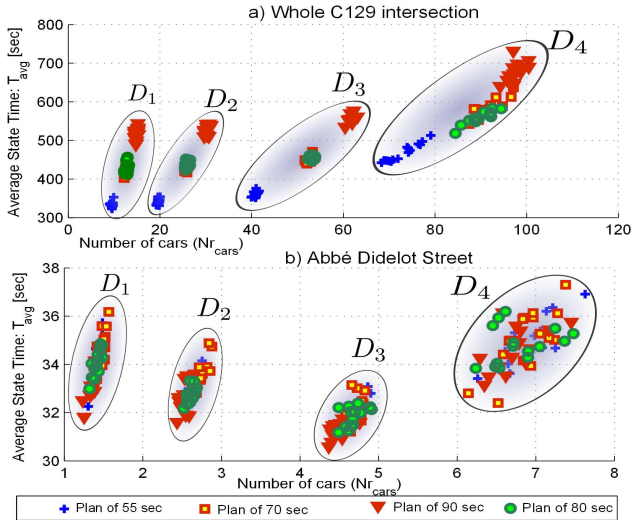 a) Whole C129 intersection
Average State Time: T_avg [sec]
800
700
600
500
400
300
D_1
D_2
D_3
D_4
0 20 40 60 80 100 120
Number of cars (Nr_cars)
b) Abbé Didelot Street
Average State Time: T_avg [sec]
38
36
34
32
30
D_1
D_2
D_3
D_4
1 2 3 4 5 6 7 8
Number of cars (Nr_cars)
Plan of 55 sec Plan of 70 sec Plan of 90 sec Plan of 80 sec